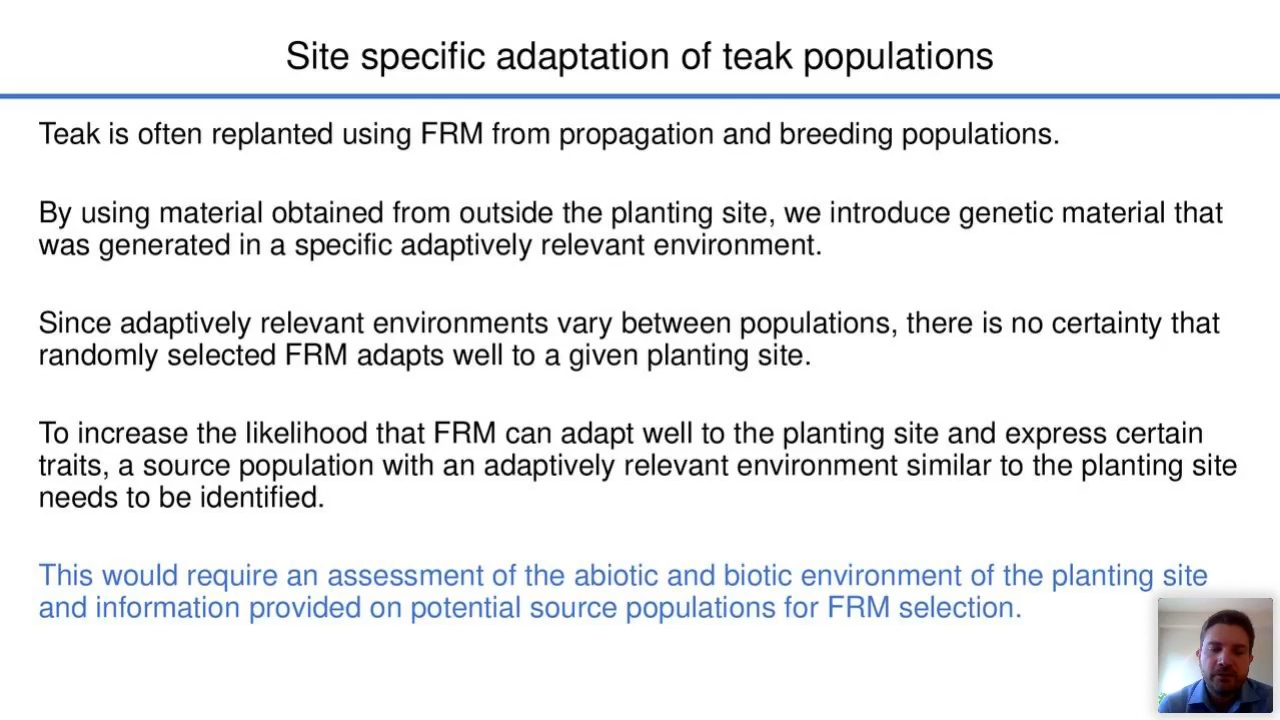 Site specific adaptation of teak populations
Teak is often replanted using FRM from propagation and breeding populations.
By using material obtained from outside the planting site, we introduce genetic material that
was generated in a specific adaptively relevant environment.
Since adaptively relevant environments vary between populations, there is no certainty that
randomly selected FRM adapts well to a given planting site.
To increase the likelihood that FRM can adapt well to the planting site and express certain
traits, a source population with an adaptively relevant environment similar to the planting site
needs to be identified.
This would require an assessment of the abiotic and biotic environment of the planting site
and information provided on potential source populations for FRM selection.